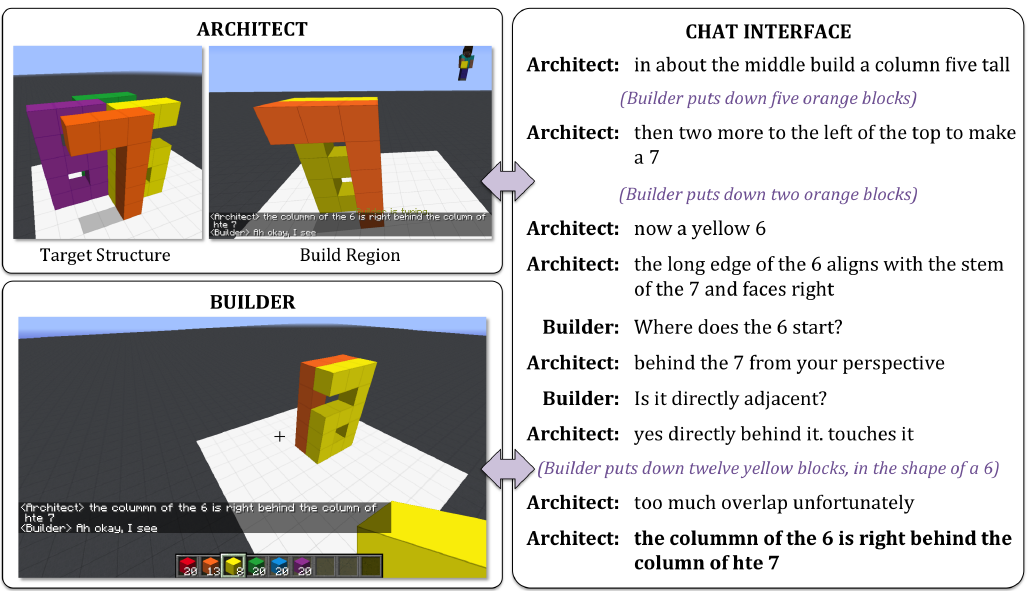 ARCHITECT
<Architect> the columnn of the 6 is right behind the column of
hte 7
<Builder> Ah okay, I see
Target Structure
Build Region
BUILDER
<Architect> the columnn of the 6 is right behind the column of
hte 7
<Builder> Ah okay, I see
20 13 8 20 20 20
CHAT INTERFACE
Architect: in about the middle build a column five tall
(Builder puts down five orange blocks)
Architect: then two more to the left of the top to make
a 7
(Builder puts down two orange blocks)
Architect: now a yellow 6
Architect: the long edge of the 6 aligns with the stem
of the 7 and faces right
Builder: Where does the 6 start?
Architect: behind the 7 from your perspective
Builder: Is it directly adjacent?
Architect: yes directly behind it. touches it
(Builder puts down twelve yellow blocks, in the shape of a 6)
Architect: too much overlap unfortunately
Architect: the colummn of the 6 is right behind the
column of hte 7